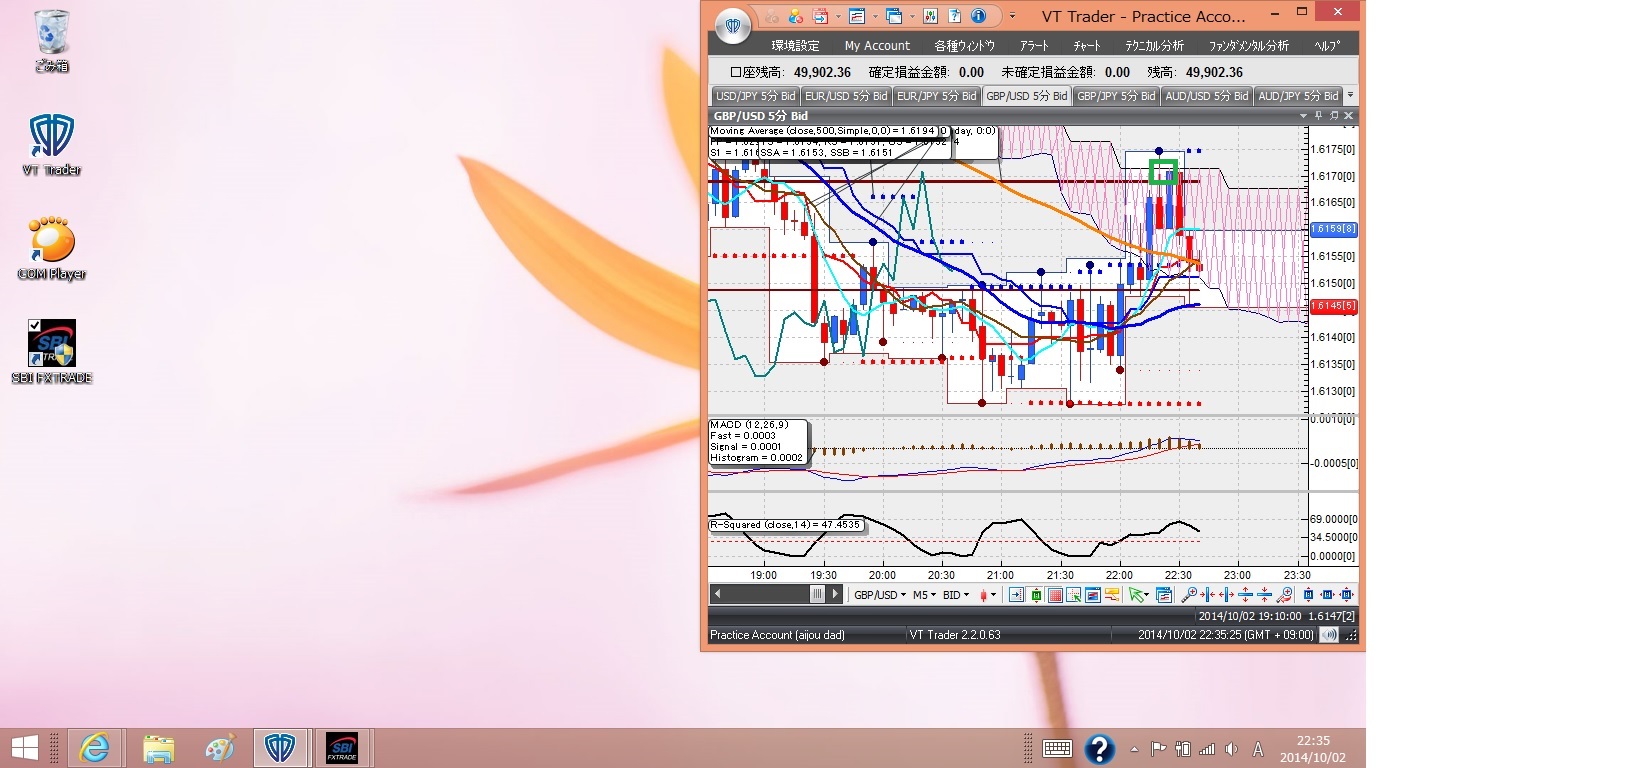 ごみ箱
VT Trader
GOM Player
SBI FXTRADE
VT Trader - Practice Acco...
環境設定 My Account 各種ウィンドウ アラート チャート テクニカル分析 ファンダメンタル分析 ヘルプ
口座残高: 49,902.36 確定損益金額: 0.00 未確定損益金額: 0.00 残高: 49,902.36
USD/JPY 5分 Bid EUR/USD 5分 Bid EUR/JPY 5分 Bid GBP/USD 5分 Bid GBP/JPY 5分 Bid AUD/USD 5分 Bid AUD/JPY 5分 Bid
GBP/USD 5分 Bid
Moving Average (close,500,Simple,0,0) = 1.6194 0 day, 0:0)
S1 = 1.616 SSA = 1.6153, SSB = 1.6151
1.6175[0]
1.6170[0]
1.6165[0]
1.6159[8]
1.6155[0]
1.6150[0]
1.6145[5]
1.6140[0]
1.6135[0]
1.6130[0]
MACD (12,26,9)
Fast = 0.0003
Signal = 0.0001
Histogram = 0.0002
0.0010[0]
-0.0005[0]
R-Squared (close,14) = 47.4535
69.0000[0
34.5000[0
0.0000[0]
19:00 19:30 20:00 20:30 21:00 21:30 22:00 22:30 23:00 23:30
GBP/USD M5 BID
2014/10/02 19:10:00 1.6147[2]
Practice Account (aijou dad) VT Trader 2.2.0.63 2014/10/02 22:35:25 (GMT + 09:00)
SBI
FXTRADE
A
22:35
2014/10/02